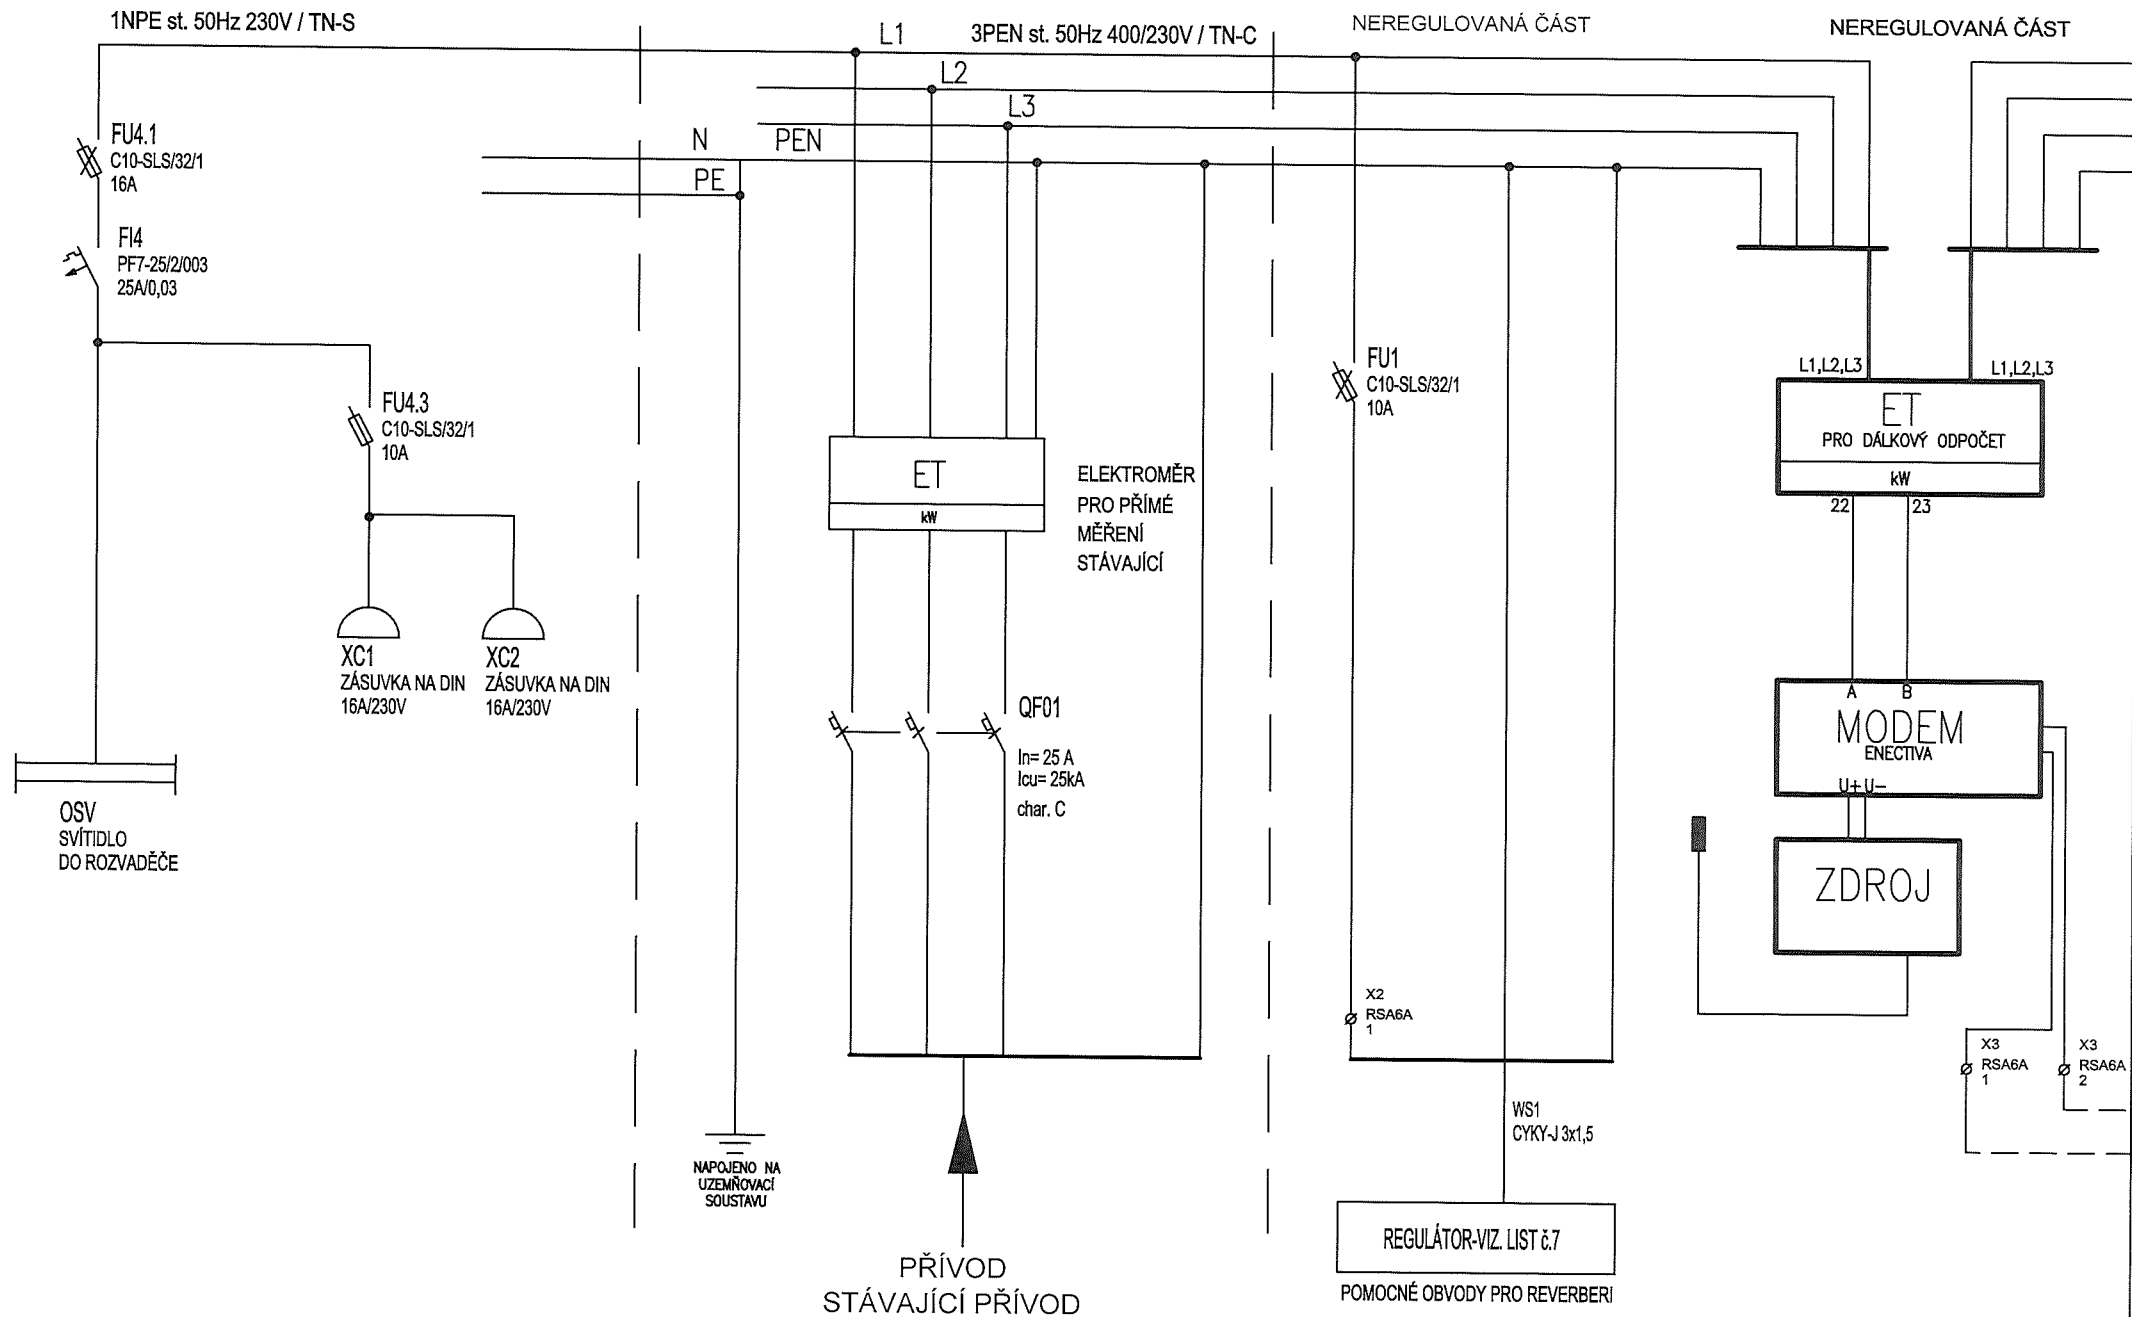 1NPE st. 50Hz 230V / TN-S
L1
3PEN st. 50Hz 400/230V / TN-C
NEREGULOVANÁ ČÁST
NEREGULOVANÁ ČÁST
L2
L3
N
PEN
PE
FU4.1
C10-SLS/32/1
16A
FI4
PF7-25/2/003
25A/0,03
FU4.3
C10-SLS/32/1
10A
XC1
ZÁSUVKA NA DIN
16A/230V
XC2
ZÁSUVKA NA DIN
16A/230V
OSV
SVÍTIDLO
DO ROZVADĚČE
ET
kW
ELEKTROMĚR
PRO PŘÍMÉ
MĚŘENÍ
STÁVAJÍCÍ
QF01
In= 25 A
Icu= 25kA
char. C
NAPOJENO NA
UZEMŇOVACÍ
SOUSTAVU
PŘÍVOD
STÁVAJÍCÍ PŘÍVOD
FU1
C10-SLS/32/1
10A
X2
RSA6A
1
WS1
CYKY-J 3x1,5
REGULÁTOR-VIZ. LIST č.7
POMOCNÉ OBVODY PRO REVERBERI
L1,L2,L3
L1,L2,L3
ET
PRO DÁLKOVÝ ODPOČET
kW
22
23
A
B
MODEM
ENECTIVA
U+ U-
ZDROJ
X3
RSA6A
1
X3
RSA6A
2